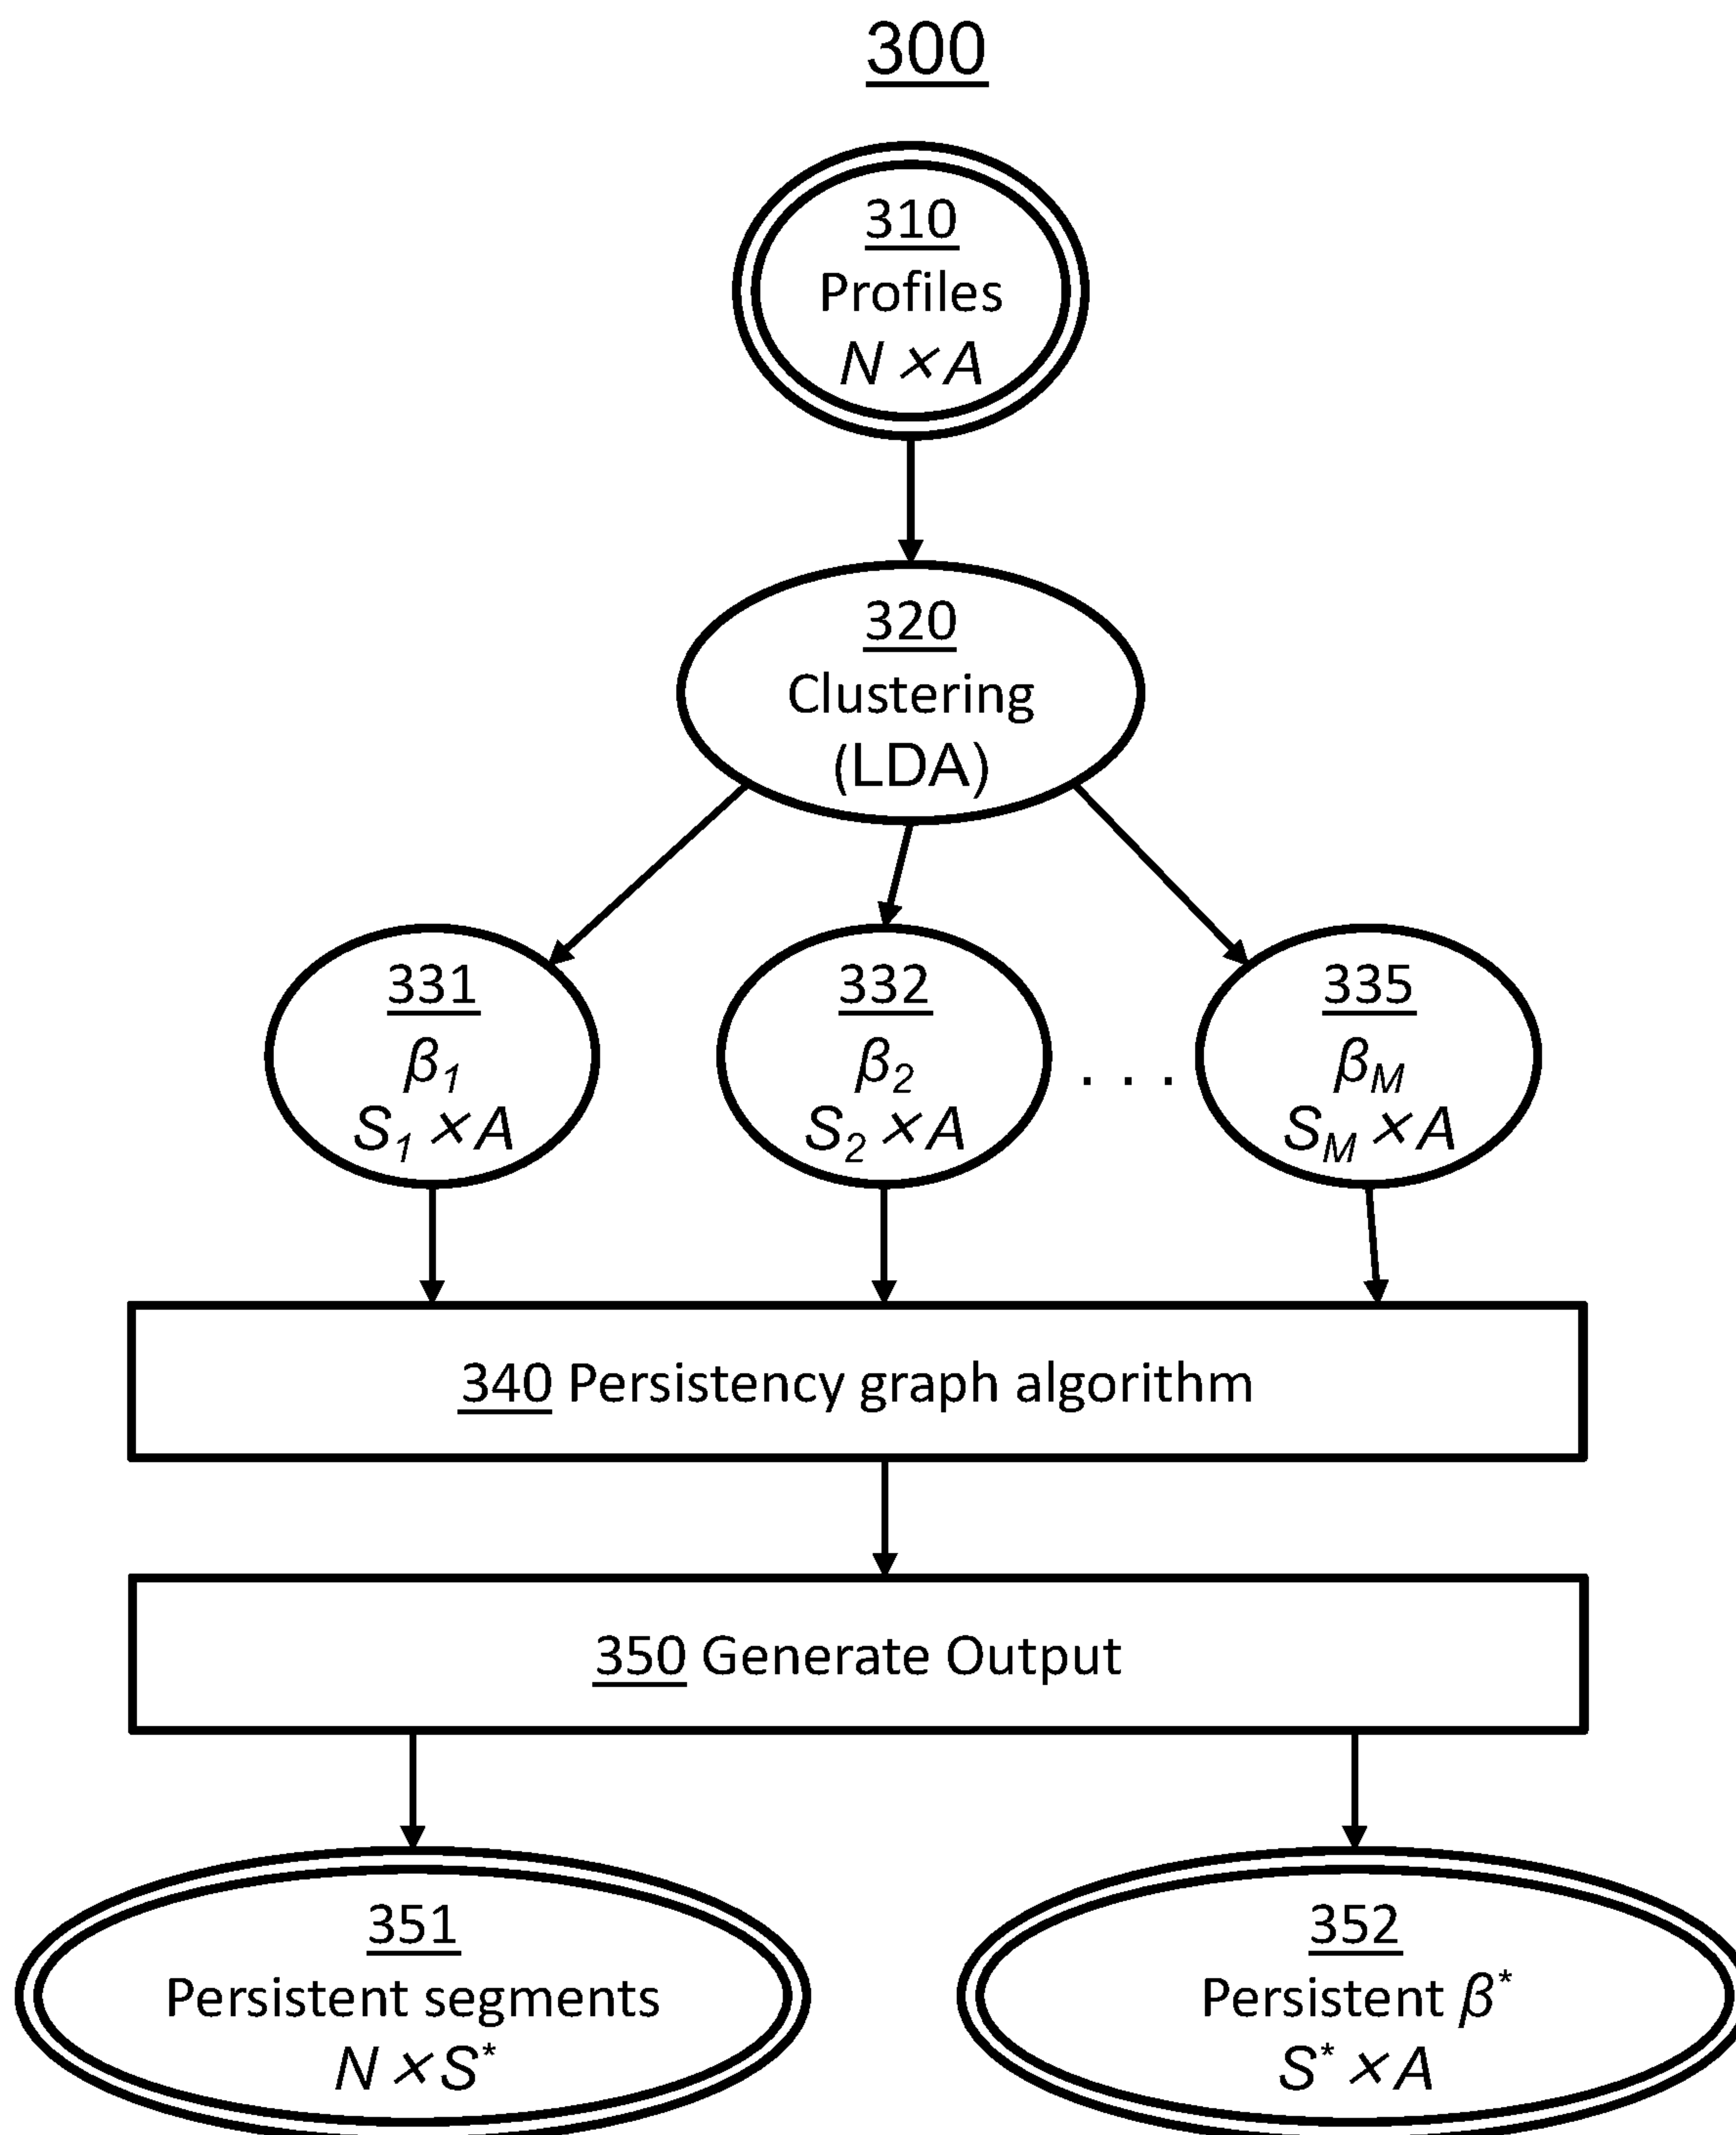 300
310
Profiles
N × A
320
Clustering
(LDA)
331
β1
S1 × A
332
β2
S2 × A
. . .
335
βM
SM × A
340 Persistency graph algorithm
350 Generate Output
351
Persistent segments
N × S*
352
Persistent β*
S* × A